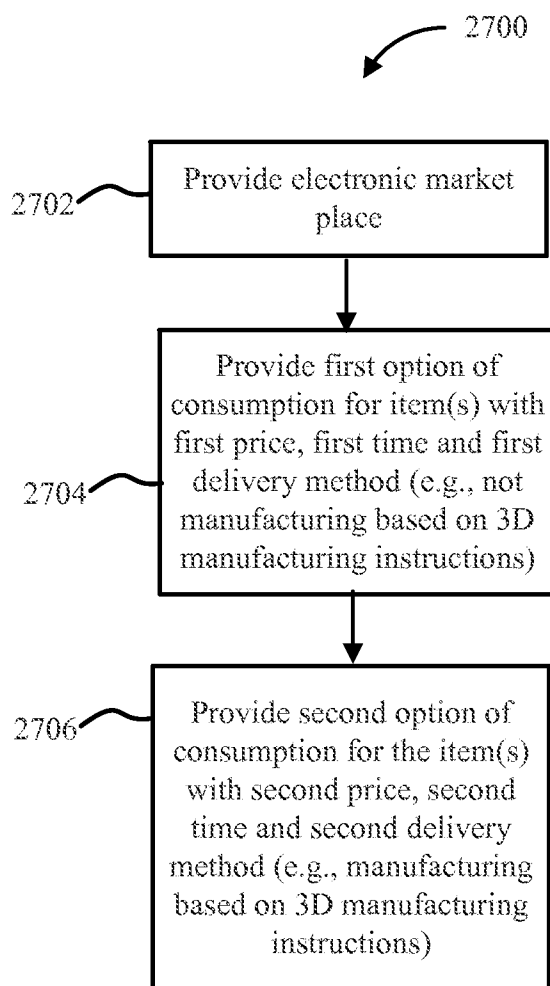 2700
Provide electronic market
place
2702
Provide first option of
consumption for item(s) with
first price, first time and first
delivery method (e.g., not
manufacturing based on 3D
manufacturing instructions)
2704
2706
Provide second option of
consumption for the item(s)
with second price, second
time and second delivery
method (e.g., manufacturing
based on 3D manufacturing
instructions)